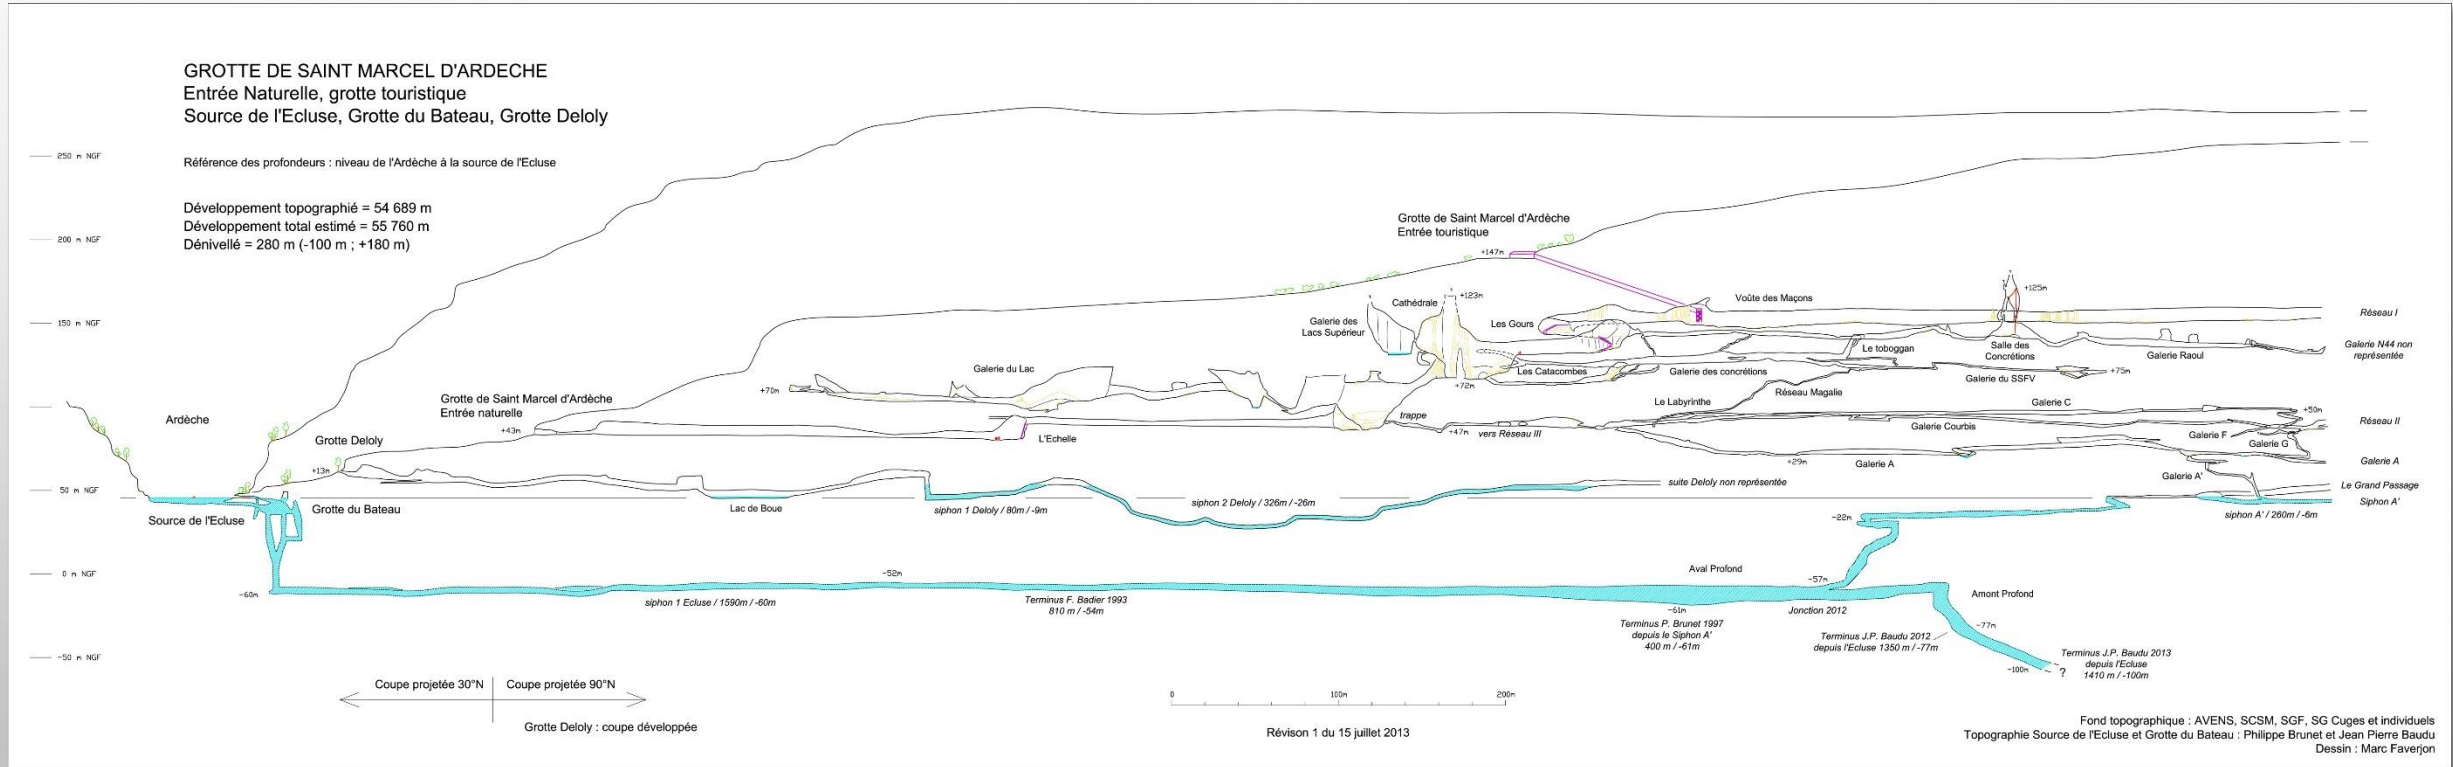 GROTTE DE SAINT MARCEL D'ARDECHE
Entrée Naturelle, grotte touristique
Source de l'Ecluse, Grotte du Bateau, Grotte Deloly
Référence des profondeurs : niveau de l'Ardèche à la source de l'Ecluse
Développement topographié = 54 689 m
Développement total estimé = 55 760 m
Dénivellé = 280 m (-100 m ; +180 m)
250 m NGF
200 m NGF
150 m NGF
50 m NGF
0 m NGF
-50 m NGF
Grotte de Saint Marcel d'Ardèche
Entrée touristique
+147m
Cathédrale
+123m
Galerie des
Lacs Supérieur
Les Gours
Voûte des Maçons
+125m
Réseau I
Galerie N44 non
représentée
Le toboggan
Salle des
Concrétions
Galerie Raoul
Galerie du Lac
+70m
+72m
Les Catacombes
Galerie des concrétions
Galerie du SSFV
+75m
Réseau Magalie
Grotte de Saint Marcel d'Ardèche
Entrée naturelle
+43m
trappe
Le Labyrinthe
Galerie C
+50m
Ardèche
L'Echelle
+47m
vers Réseau III
Galerie Courbis
Galerie F
Réseau II
Grotte Deloly
+13m
Galerie G
+29m
Galerie A
Galerie A
Galerie A'
suite Deloly non représentée
Le Grand Passage
Siphon A'
Source de l'Ecluse
Grotte du Bateau
Lac de Boue
siphon 1 Deloly / 80m / -9m
siphon 2 Deloly / 326m / -26m
-22m
siphon A' / 260m / -6m
-60m
-52m
Aval Profond
-57m
siphon 1 Ecluse / 1590m / -60m
Terminus F. Badier 1993
810 m / -54m
-61m
Jonction 2012
Amont Profond
Terminus P. Brunet 1997
depuis le Siphon A'
400 m / -61m
Terminus J.P. Baudu 2012
depuis l'Ecluse 1350 m / -77m
-77m
-100m
?
Terminus J.P. Baudu 2013
depuis l'Ecluse
1410 m / -100m
Coupe projetée 30°N
Coupe projetée 90°N
Grotte Deloly : coupe développée
0
100m
200m
Révison 1 du 15 juillet 2013
Fond topographique : AVENS, SCSM, SGF, SG Cuges et individuels
Topographie Source de l'Ecluse et Grotte du Bateau : Philippe Brunet et Jean Pierre Baudu
Dessin : Marc Faverjon